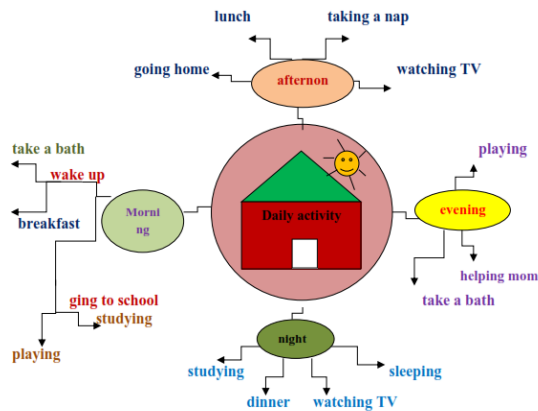 lunch
taking a nap
going home
afternon
watching TV
take a bath
wake up
breakfast
Morni
ng
ging to school
studying
playing
Daily activity
playing
evening
helping mom
take a bath
night
studying
sleeping
dinner
watching TV